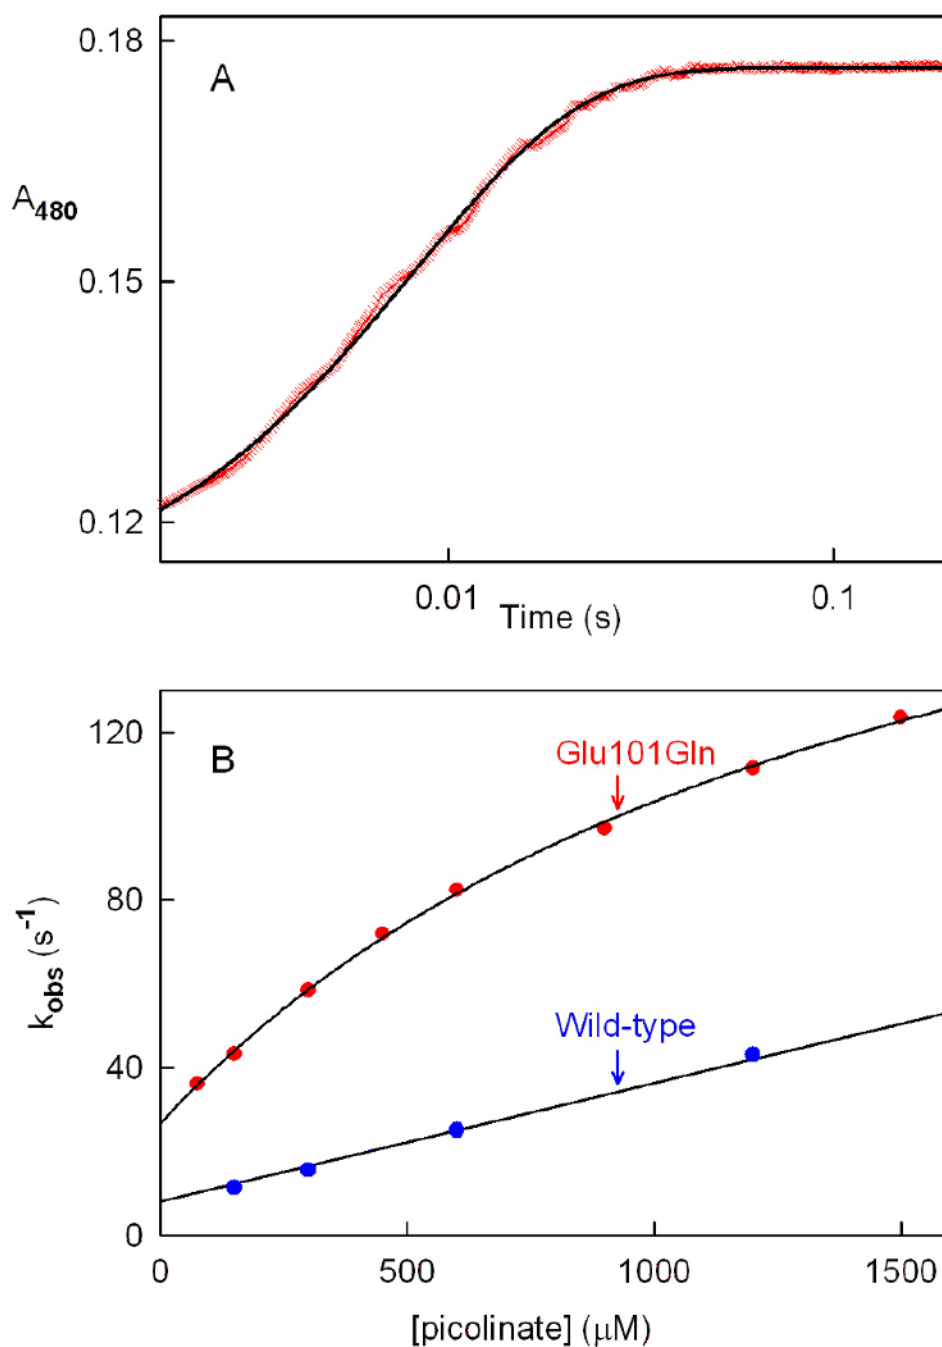 0.18
A
A480
0.15
0.12
0.01
0.1
Time (s)
120
B
Glu101Gln
80
kobs (s-1)
Wild-type
40
0
0
500
1000
1500
[picolinate] (μM)